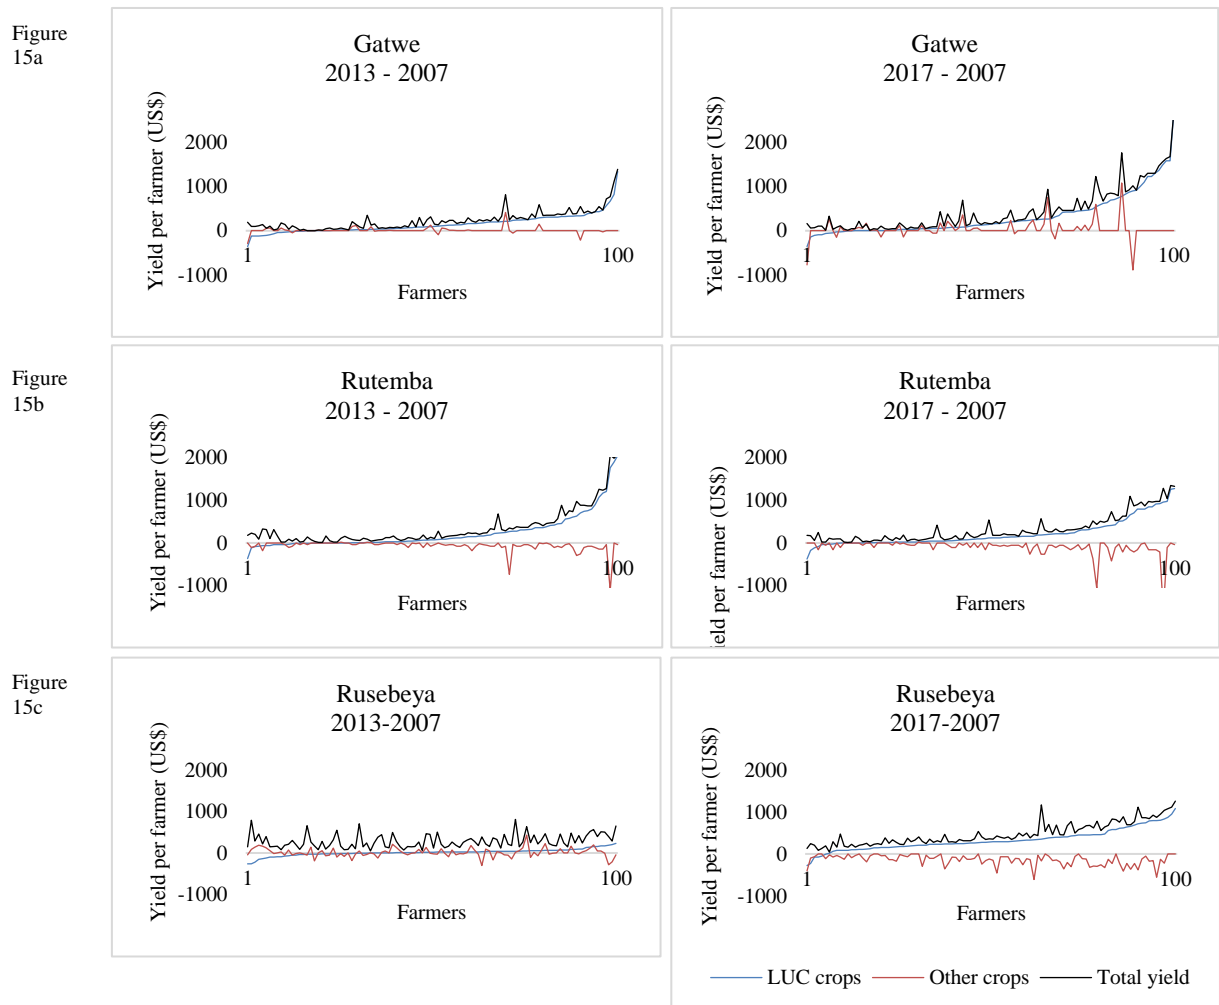 Figure
15a
Gatwe
2013 - 2007
Yield per farmer (US$)
2000
1000
0
-1000
1
100
Farmers
Gatwe
2017 - 2007
Yield per farmer (US$)
2000
1000
0
-1000
1
100
Farmers
Figure
15b
Rutemba
2013 - 2007
Yield per farmer (US$)
2000
1000
0
-1000
1
100
Farmers
Rutemba
2017 - 2007
ield per farmer (US$)
2000
1000
0
-1000
1
100
Farmers
Figure
15c
Rusebeya
2013-2007
Yield per farmer (US$)
2000
1000
0
-1000
1
100
Farmers
Rusebeya
2017-2007
Yield per farmer (US$)
2000
1000
0
-1000
1
100
Farmers
LUC crops Other crops Total yield